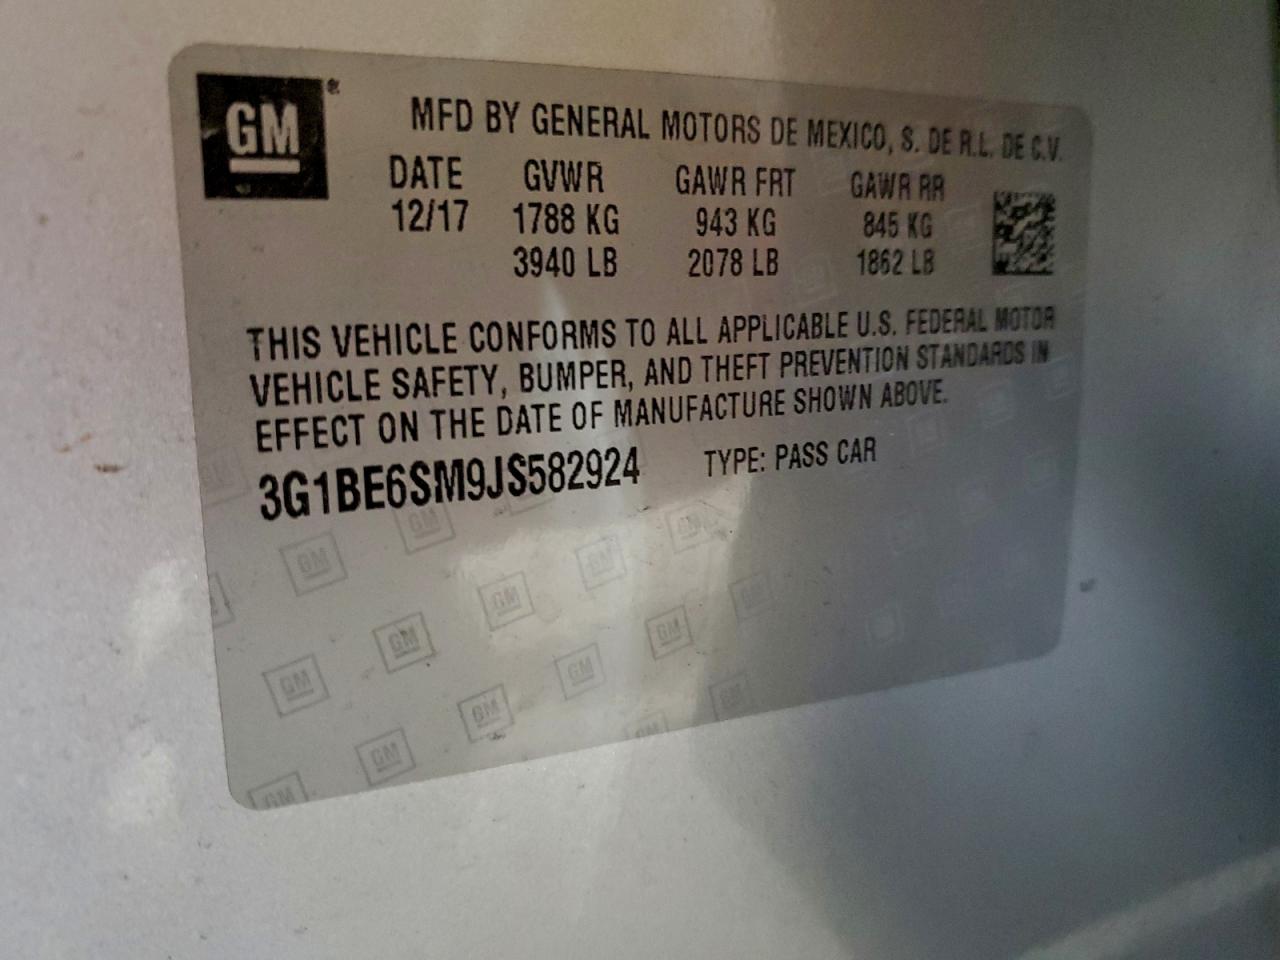 GM®
MFD BY GENERAL MOTORS DE MEXICO, S. DE R.L. DE C.V.
DATE GVWR GAWR FRT GAWR RR
12/17 1788 KG 943 KG 845 KG
3940 LB 2078 LB 1862 LB
THIS VEHICLE CONFORMS TO ALL APPLICABLE U.S. FEDERAL MOTOR
VEHICLE SAFETY, BUMPER, AND THEFT PREVENTION STANDARDS IN
EFFECT ON THE DATE OF MANUFACTURE SHOWN ABOVE.
3G1BE6SM9JS582924 TYPE: PASS CAR